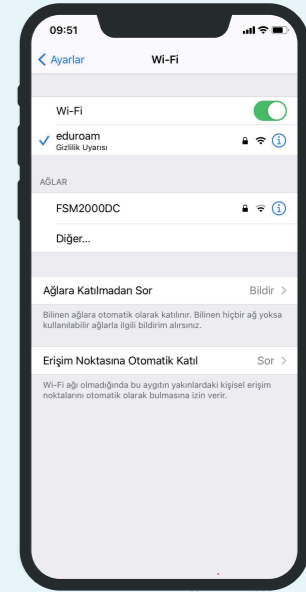 09:51
Ayarlar Wi-Fi
Wi-Fi
eduroam
Gizlilik Uyarısı
AĞLAR
FSM2000DC
Diğer...
Ağlara Katılmadan Sor Bildir
Bilinen ağlara otomatik olarak katılınır. Bilinen hiçbir ağ yoksa
kullanılabilir ağlarla ilgili bildirim alırsınız.
Erişim Noktasına Otomatik Katıl Sor
Wi-Fi ağı olmadığında bu aygıtın yakınlardaki kişisel erişim
noktalarını otomatik olarak bulmasına izin verir.